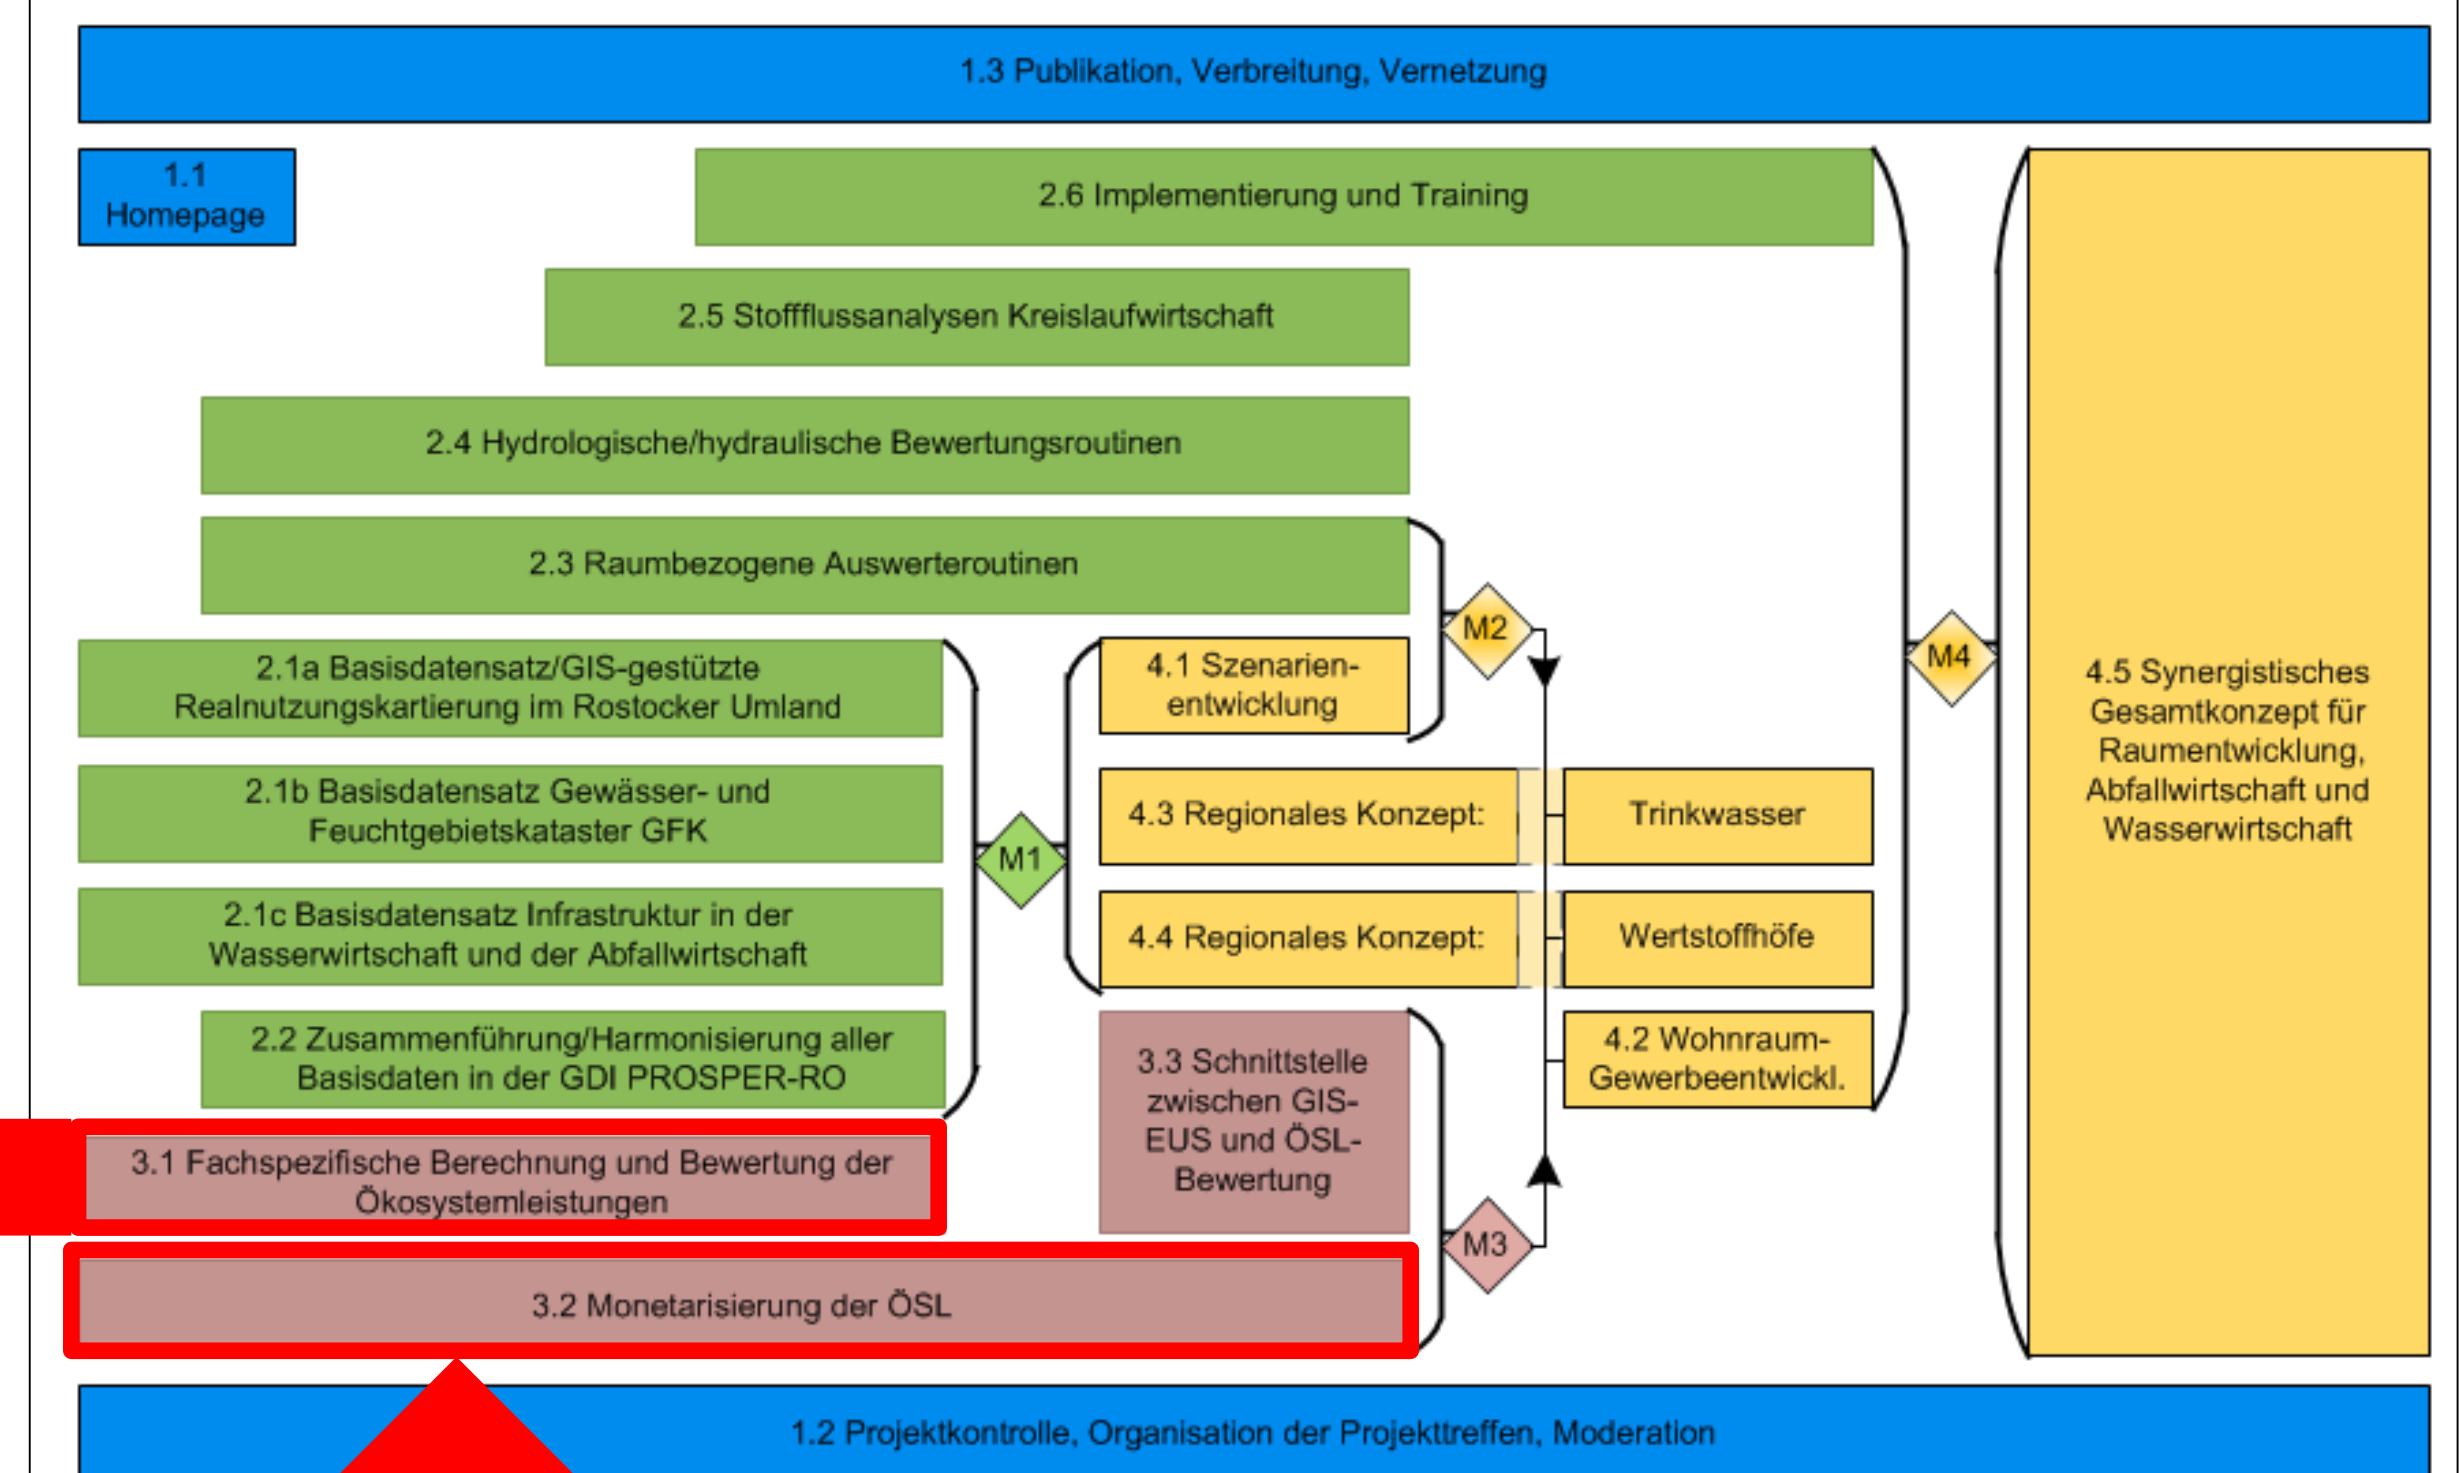 1.3 Publikation, Verbreitung, Vernetzung
1.1
Homepage
2.6 Implementierung und Training
2.5 Stoffflussanalysen Kreislaufwirtschaft
2.4 Hydrologische/hydraulische Bewertungsroutinen
2.3 Raumbezogene Auswerteroutinen
M2
2.1a Basisdatensatz/GIS-gestützte
Realnutzungskartierung im Rostocker Umland
4.1 Szenarien-
entwicklung
M4
4.5 Synergistisches
Gesamtkonzept für
Raumentwicklung,
Abfallwirtschaft und
Wasserwirtschaft
2.1b Basisdatensatz Gewässer- und
Feuchtgebietskataster GFK
M1
4.3 Regionales Konzept:
Trinkwasser
2.1c Basisdatensatz Infrastruktur in der
Wasserwirtschaft und der Abfallwirtschaft
4.4 Regionales Konzept:
Wertstoffhöfe
2.2 Zusammenführung/Harmonisierung aller
Basisdaten in der GDI PROSPER-RO
3.3 Schnittstelle
zwischen GIS-
EUS und ÖSL-
Bewertung
4.2 Wohnraum-
Gewerbeentwickl.
3.1 Fachspezifische Berechnung und Bewertung der
Ökosystemleistungen
M3
3.2 Monetarisierung der ÖSL
1.2 Projektkontrolle, Organisation der Projekttreffen, Moderation